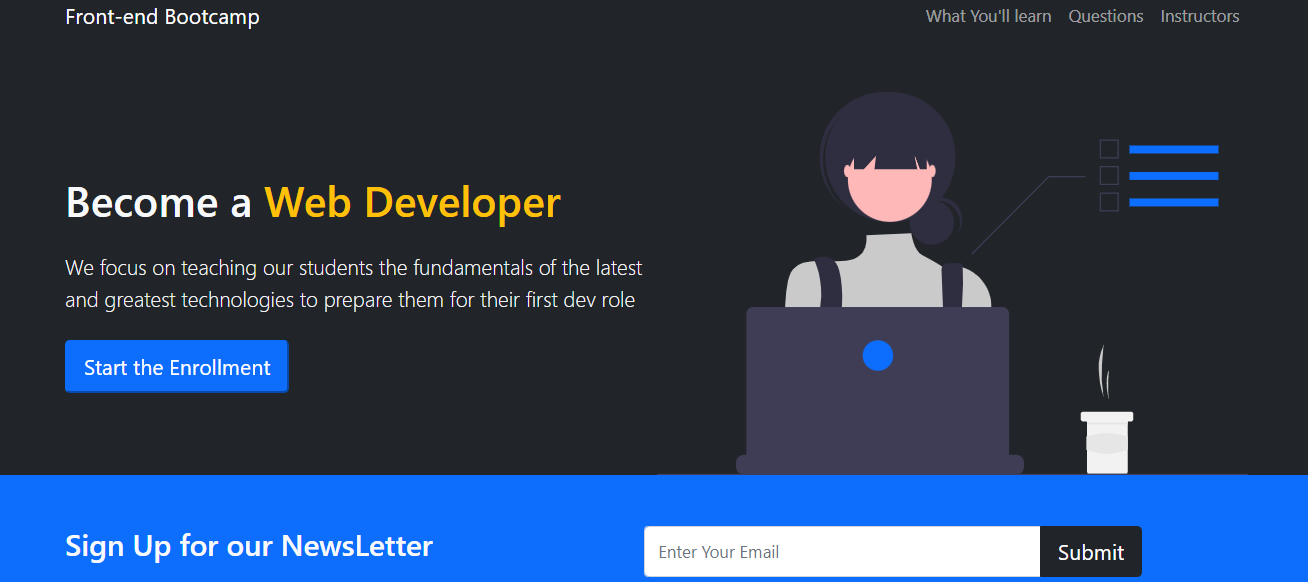 Front-end Bootcamp
What You'll learn Questions Instructors
Become a Web Developer
We focus on teaching our students the fundamentals of the latest
and greatest technologies to prepare them for their first dev role
Start the Enrollment
Sign Up for our NewsLetter
Enter Your Email
Submit